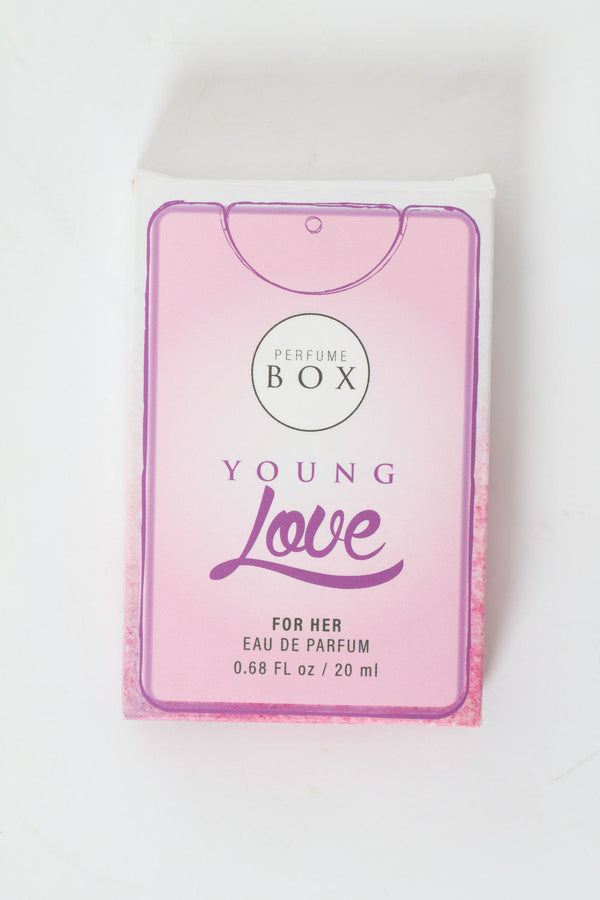 PERFUME
BOX
YOUNG
Love
FOR HER
EAU DE PARFUM
0.68 FL oz / 20 ml